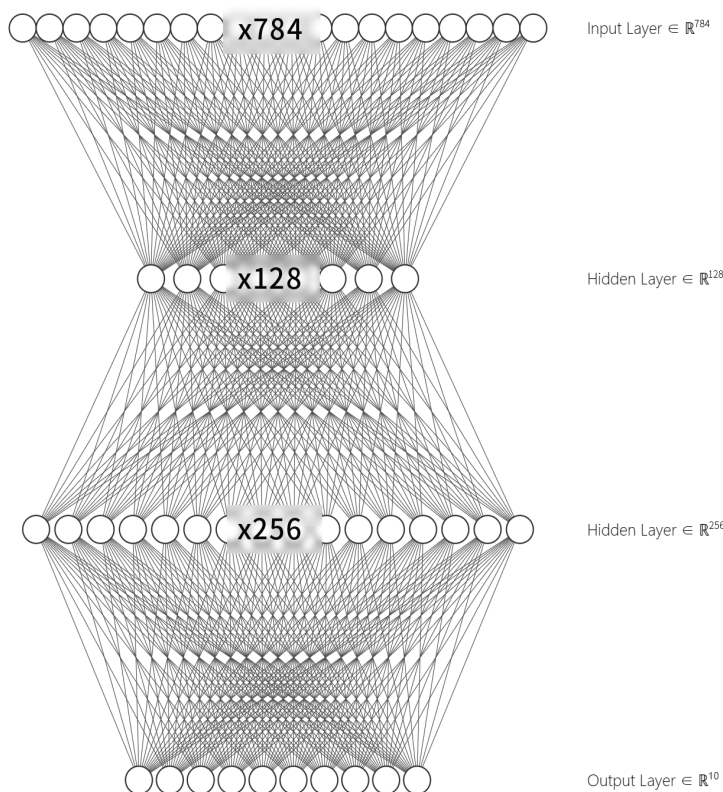 x784 Input Layer ∈ ℝ⁷⁸⁴
x128 Hidden Layer ∈ ℝ¹²⁸
x256 Hidden Layer ∈ ℝ²⁵⁶
Output Layer ∈ ℝ¹⁰